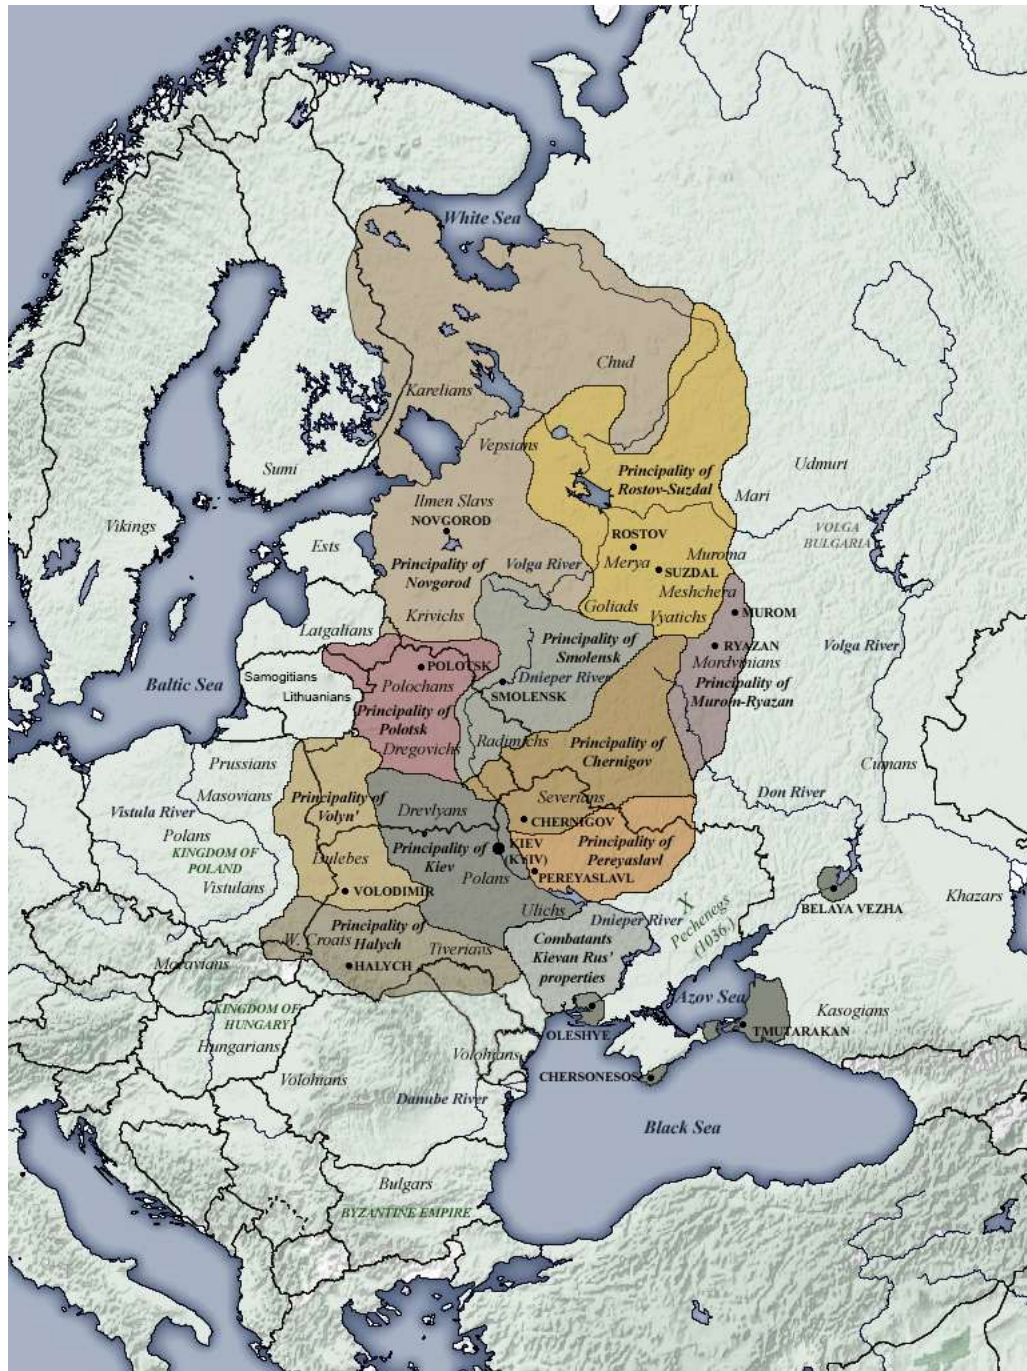 White Sea
Chud
Karelians
Vepsians
Sumi
Principality of
Rostov-Suzdal
Udmuri
Mari
Ilmen Slavs
NOVGOROD
Vikings
Ests
ROSTOV
VOLGA
BULGARIA
Principality of
Novgorod
Volga River
Merya
Muroma
SUZDAL
Meshchera
Goliads
Vyatichs
MUROM
Krivichs
Latgalians
Principality of
Smolensk
RYAZAN
Mordvinians
Volga River
POLOTSK
Samogitians
Lithuanians
Baltic Sea
Polochans
Dnieper River
SMOLENSK
Principality of
Murom-Ryazan
Principality of
Polotsk
Dregovichs
Radimichs
Principality of
Chernigov
Prussians
Cumans
Masovians
Principality of
Volyn'
Severians
Don River
Vistula River
Drevlyans
CHERNIGOV
Polans
KINGDOM OF
POLAND
Dulebes
Principality of
Kiev
KIEV
(KYIV)
Principality of
Pereyaslavl
Vistulans
VOLODIMIR
Polans
PEREYASLAVL
Khazars
BELAYA VEZHA
Ulichs
Dnieper River
X
Pechenegs
(1036.)
Principality of
Halych
W. Croats
Tiverians
Combatants
Kievan Rus'
properties
Moravians
HALYCH
Azov Sea
Kasogians
KINGDOM OF
HUNGARY
Hungarians
OLESHYE
TMUTARAKAN
Volohians
Volohians
CHERSONESOS
Danube River
Black Sea
Bulgars
BYZANTINE EMPIRE